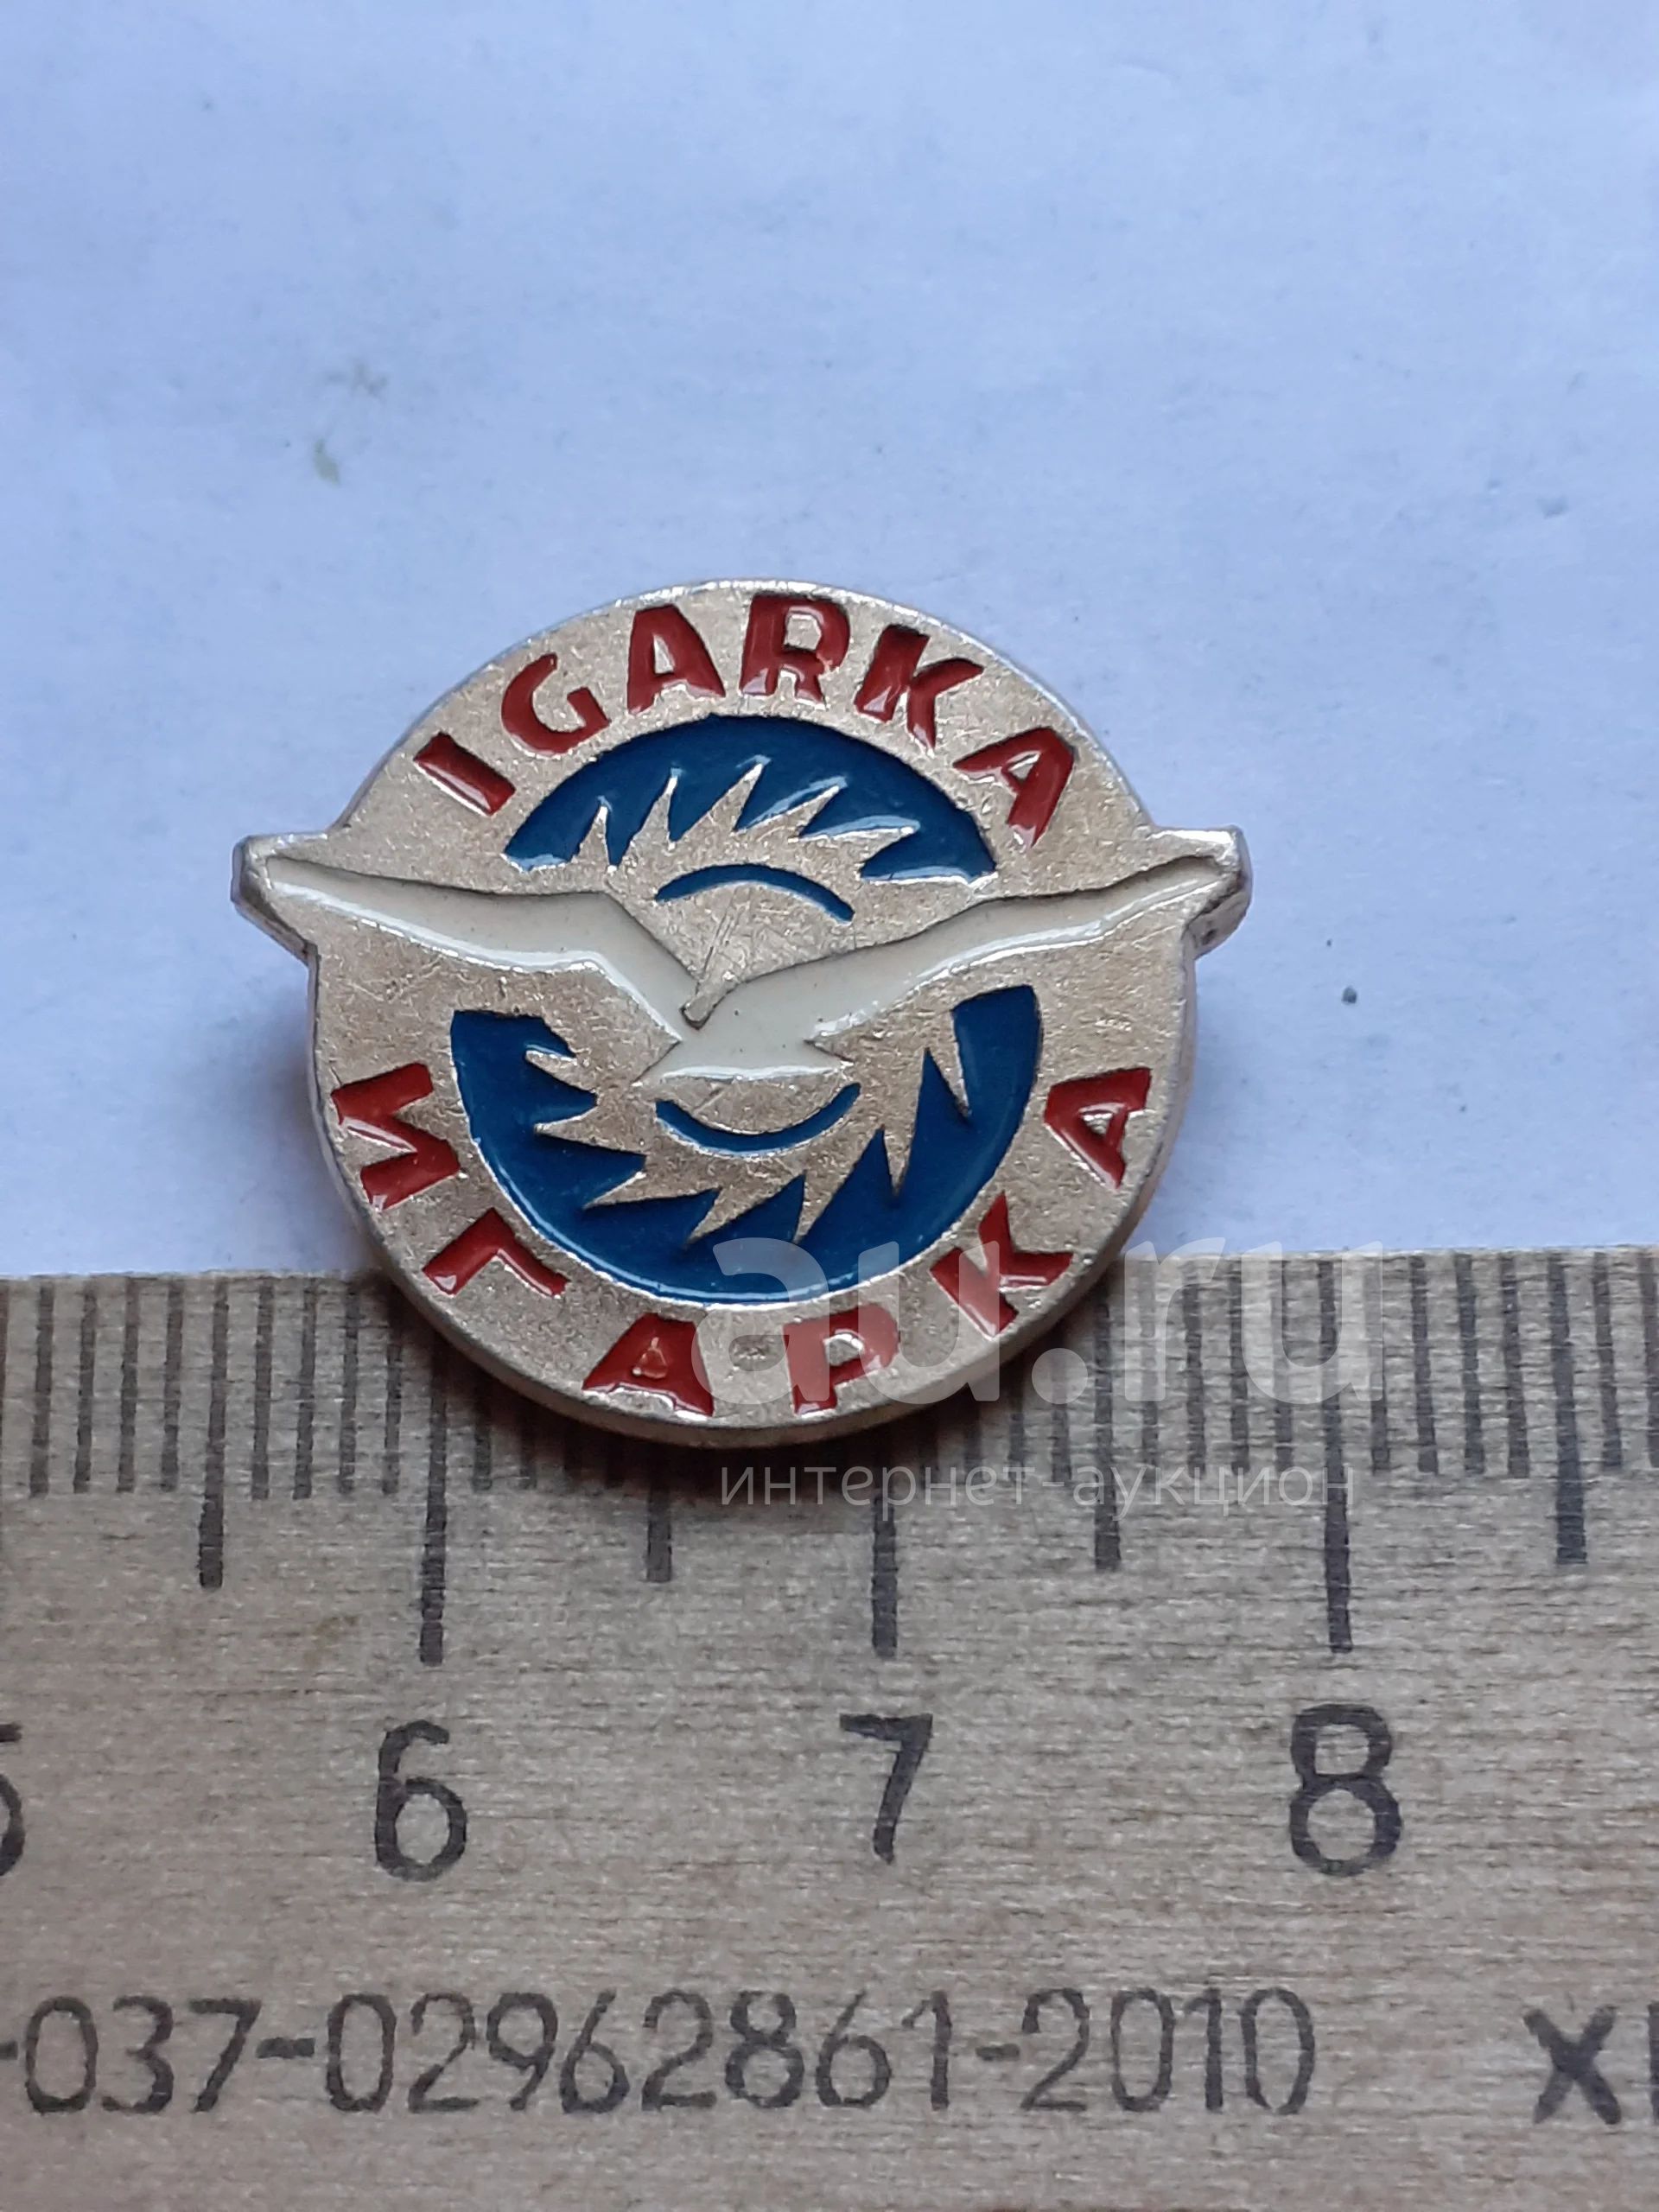 IGARKA
ИГАРКА
au.ru
интернет-аукцион
6 7 8
-037-02962861-2010